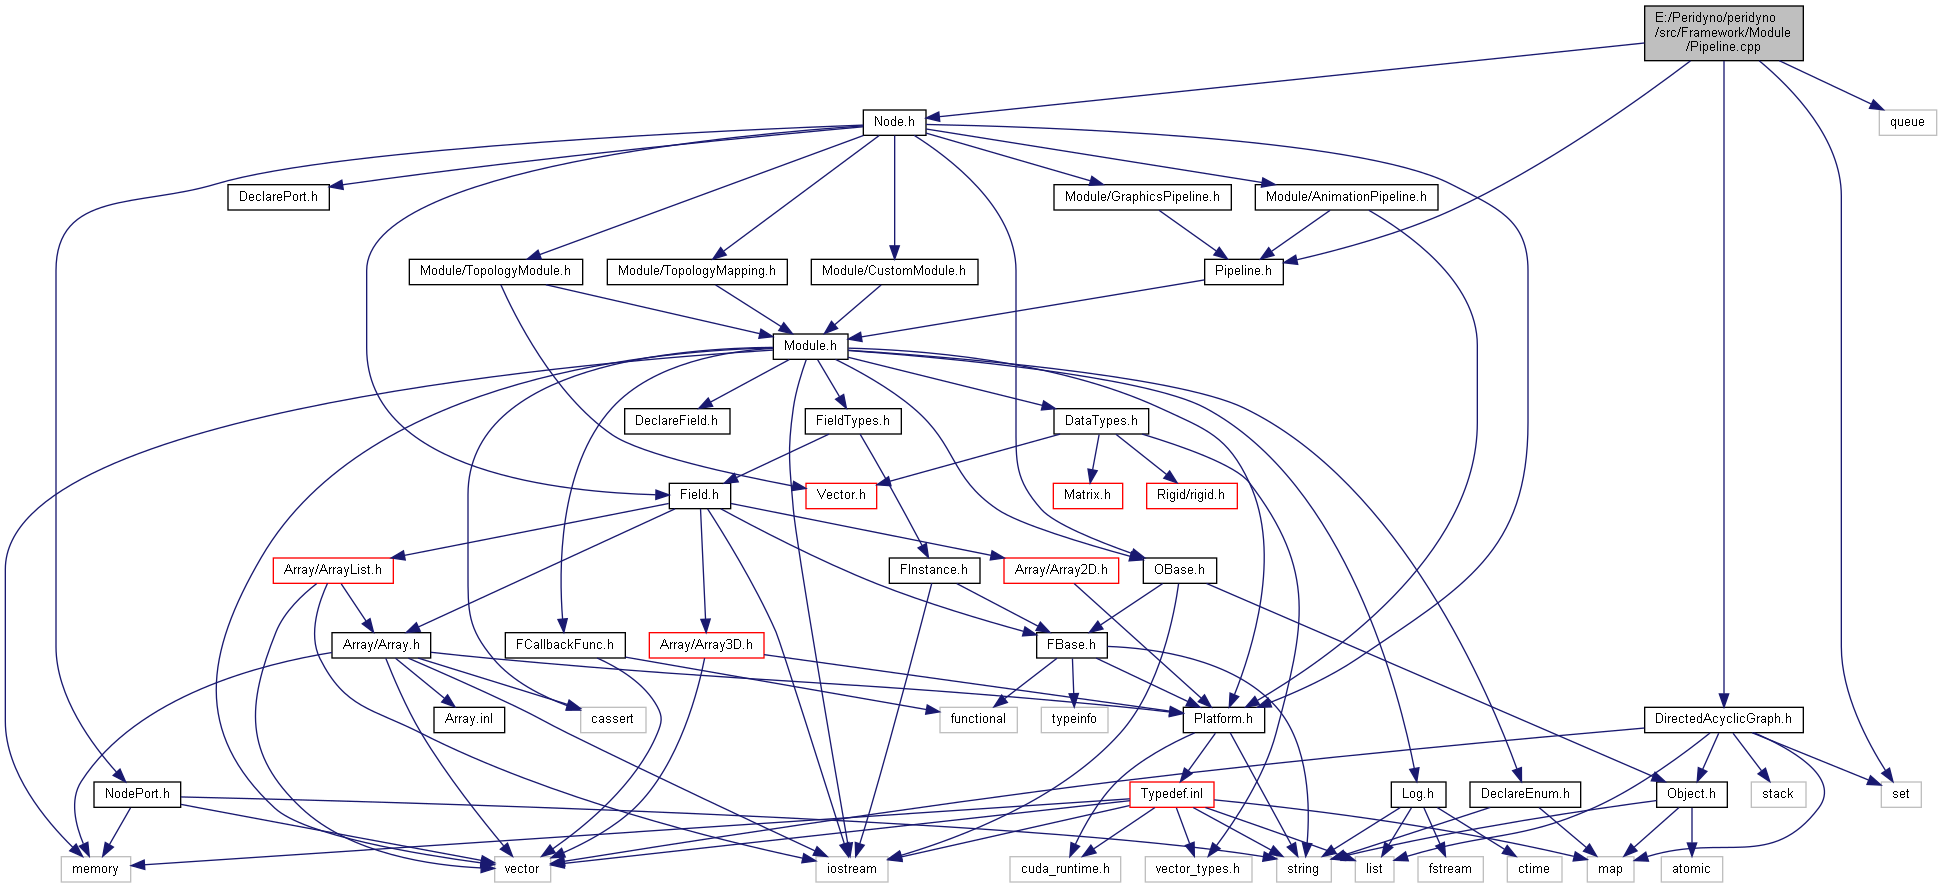 E:/Peridyno/peridyno
/src/Framework/Module
/Pipeline.cpp
Node.h
queue
DeclarePort.h
Module/GraphicsPipeline.h
Module/AnimationPipeline.h
Module/TopologyModule.h
Module/TopologyMapping.h
Module/CustomModule.h
Pipeline.h
Module.h
DeclareField.h
FieldTypes.h
DataTypes.h
Field.h
Vector.h
Matrix.h
Rigid/rigid.h
Array/ArrayList.h
FInstance.h
Array/Array2D.h
OBase.h
Array/Array.h
FCallbackFunc.h
Array/Array3D.h
FBase.h
Array.inl
cassert
functional
typeinfo
Platform.h
DirectedAcyclicGraph.h
NodePort.h
Typedef.inl
Log.h
DeclareEnum.h
Object.h
stack
set
memory
vector
iostream
cuda_runtime.h
vector_types.h
string
list
fstream
ctime
map
atomic